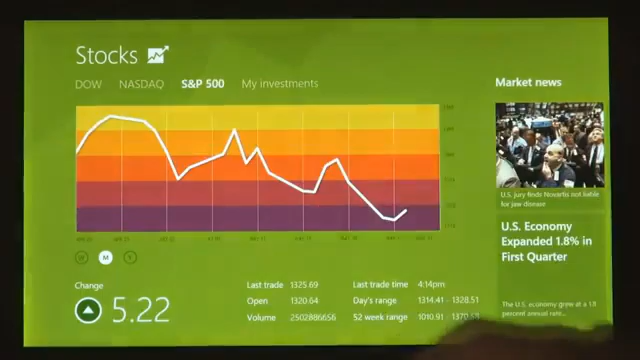 Stocks
DOW NASDAQ S&P 500 My investments
Market news
M
U.S. jury finds Novartis not liable
for jaw disease
U.S. Economy
Expanded 1.8% in
First Quarter
The U.S. economy grew at a 1.8
percent annual rate...
Change
5.22
Last trade 1325.69
Open 1320.64
Volume 2502886656
Last trade time 4:14pm
Day's range 1314.41 - 1328.51
52 week range 1010.91 -